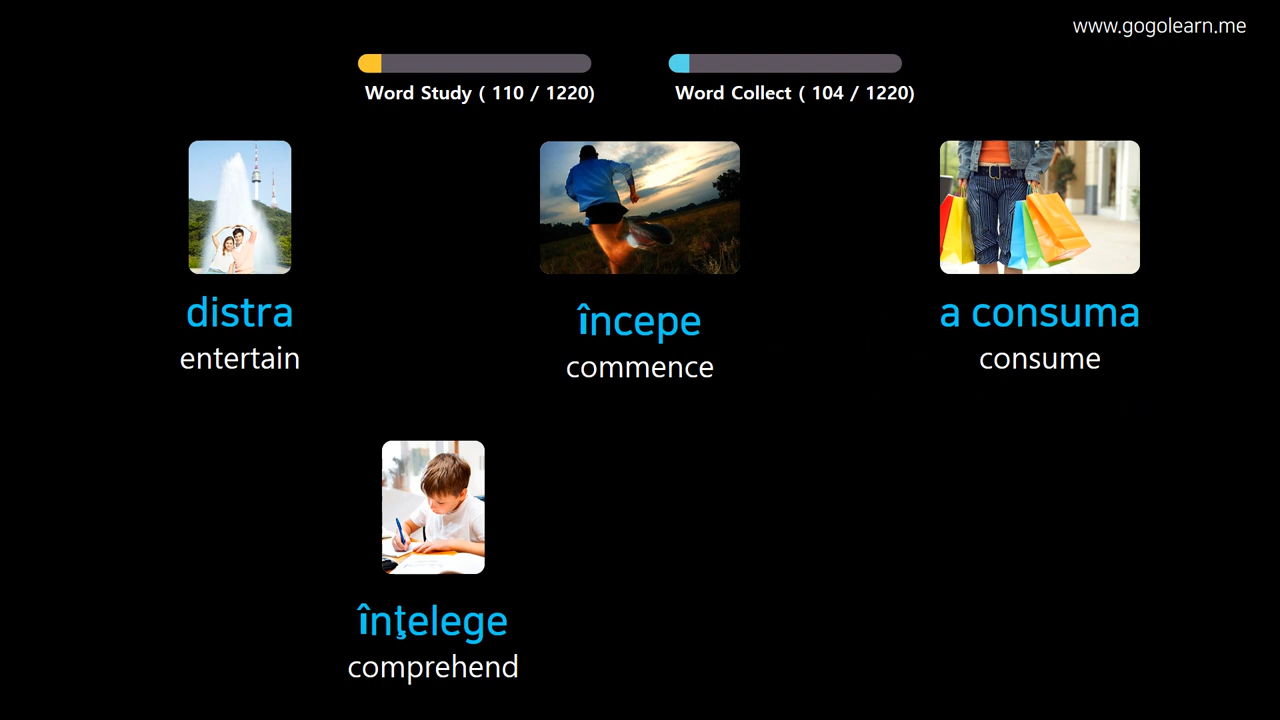 www.gogolearn.me
Word Study ( 110 / 1220)
Word Collect ( 104 / 1220)
distra
entertain
începe
commence
a consuma
consume
înţelege
comprehend